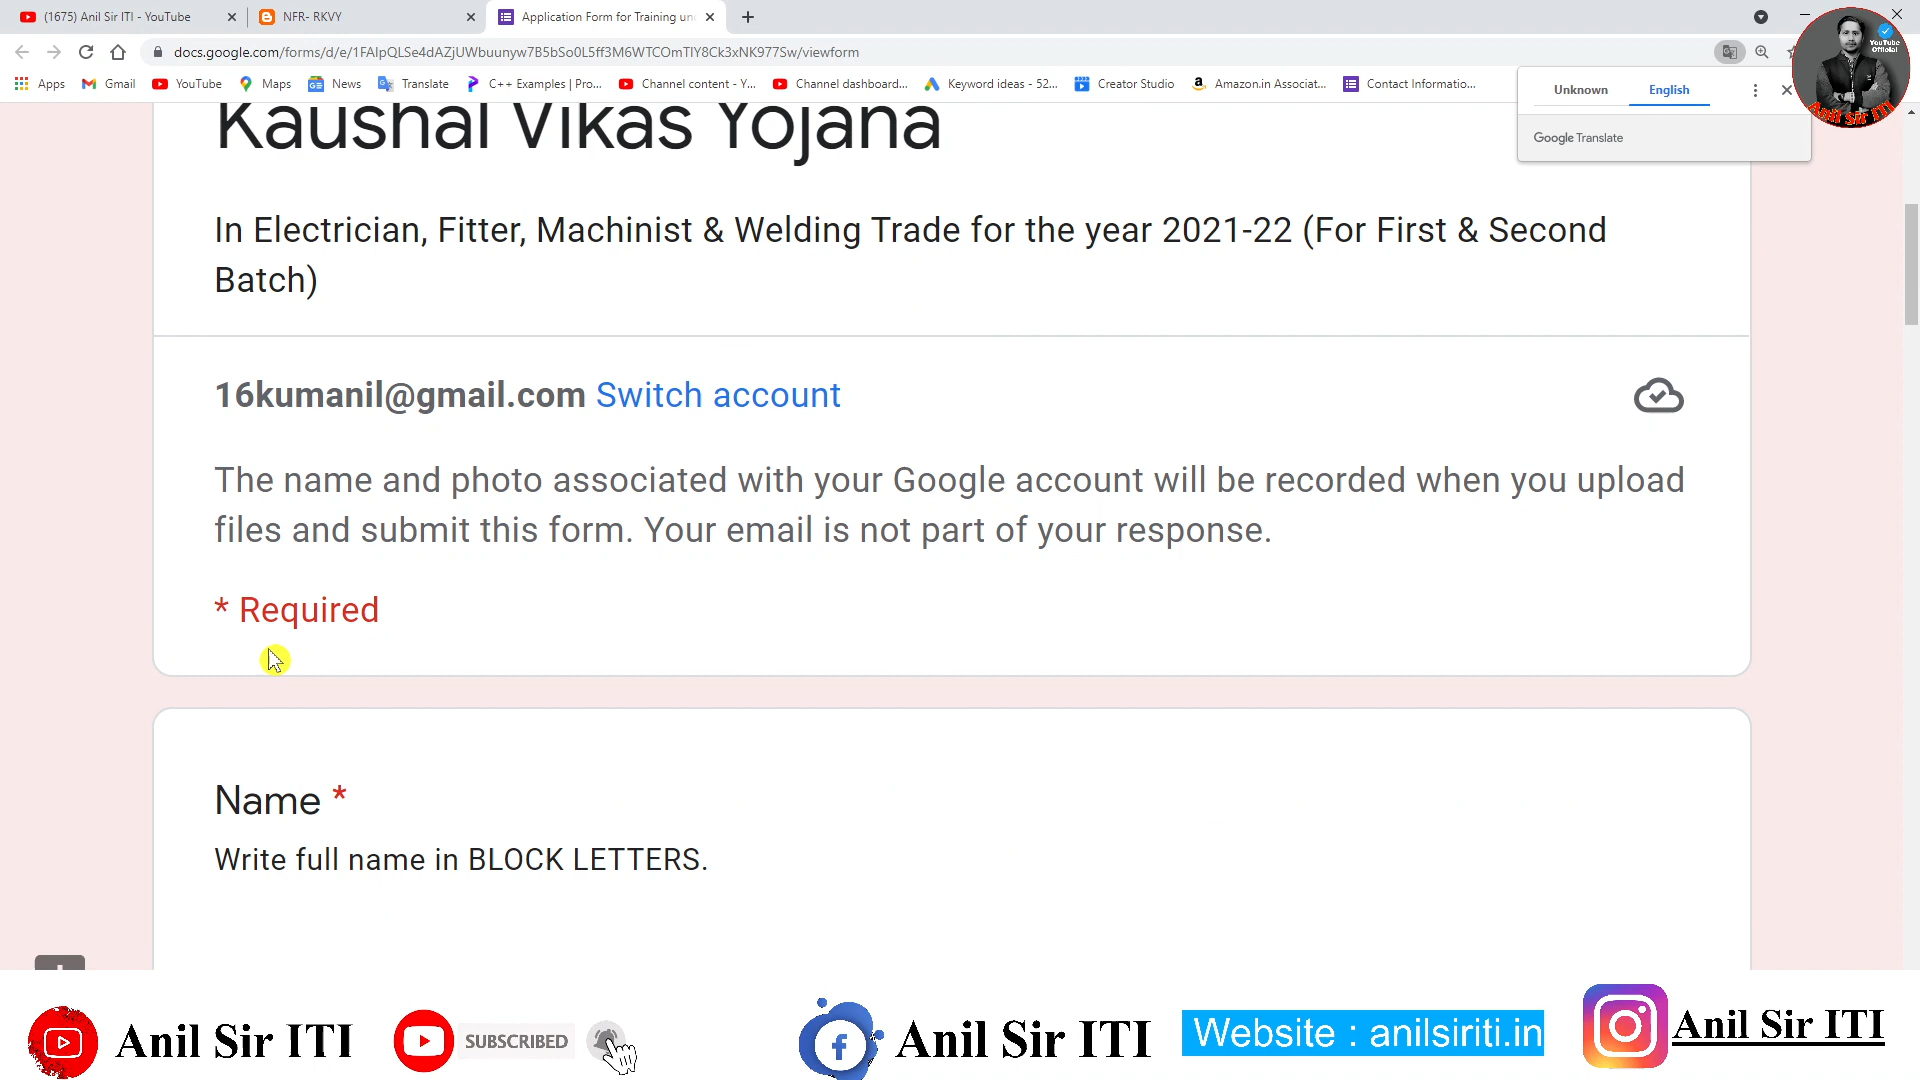 (1675) Anil Sir ITI - YouTube
NFR- RKVY
Application Form for Training un
docs.google.com/forms/d/e/1FAIpQLSe4dAZjUWbuunyw7B5bSo0L5ff3M6WTCOmTIY8Ck3xNK977Sw/viewform
Apps
Gmail
YouTube
Maps
News
Translate
C++ Examples | Pro...
Channel content - Y...
Channel dashboard...
Keyword ideas - 52...
Creator Studio
Amazon.in Associat...
Contact Informatio...
YouTube
Official
Anil Sir ITI
Unknown
English
Google Translate
Kaushal Vikas Yojana
In Electrician, Fitter, Machinist & Welding Trade for the year 2021-22 (For First & Second
Batch)
16kumanil@gmail.com Switch account
The name and photo associated with your Google account will be recorded when you upload
files and submit this form. Your email is not part of your response.
* Required
Name *
Write full name in BLOCK LETTERS.
Anil Sir ITI
SUBSCRIBED
Anil Sir ITI
Website : anilsiriti.in
Anil Sir ITI